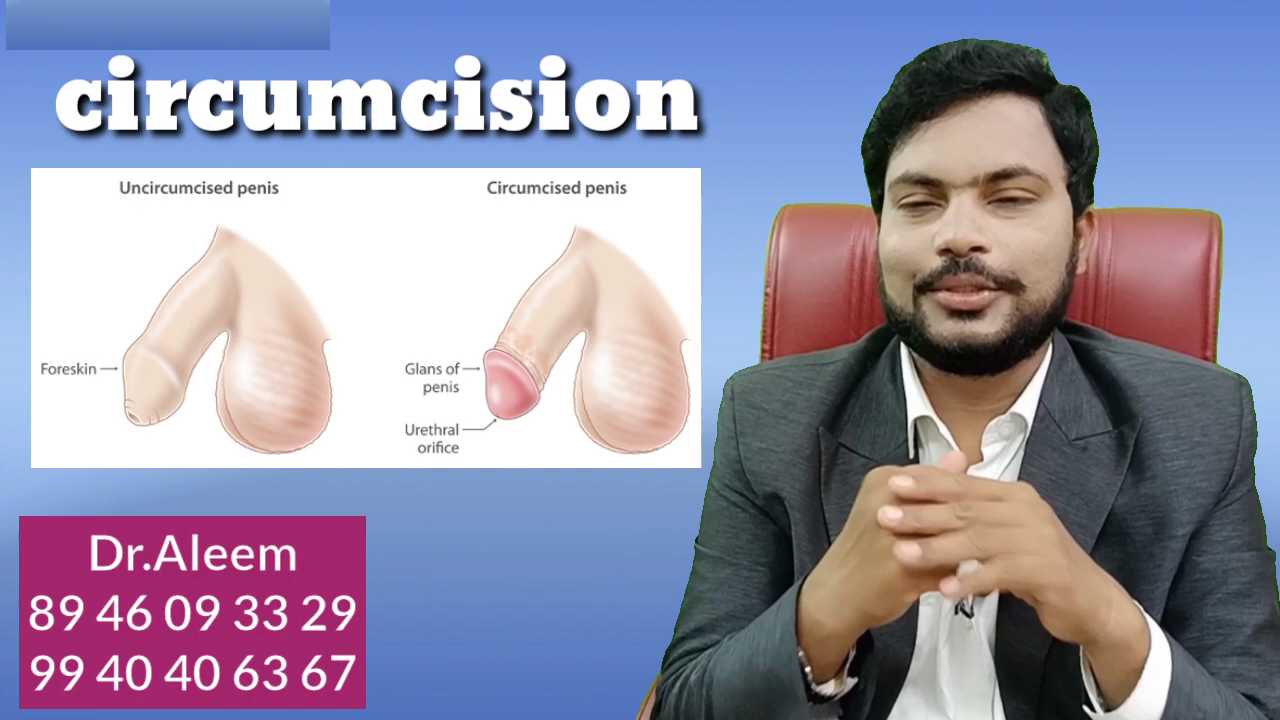 circumcision
Uncircumcised penis
Circumcised penis
Foreskin
Glans of
penis
Urethral
orifice
Dr.Aleem
89 46 09 33 29
99 40 40 63 67